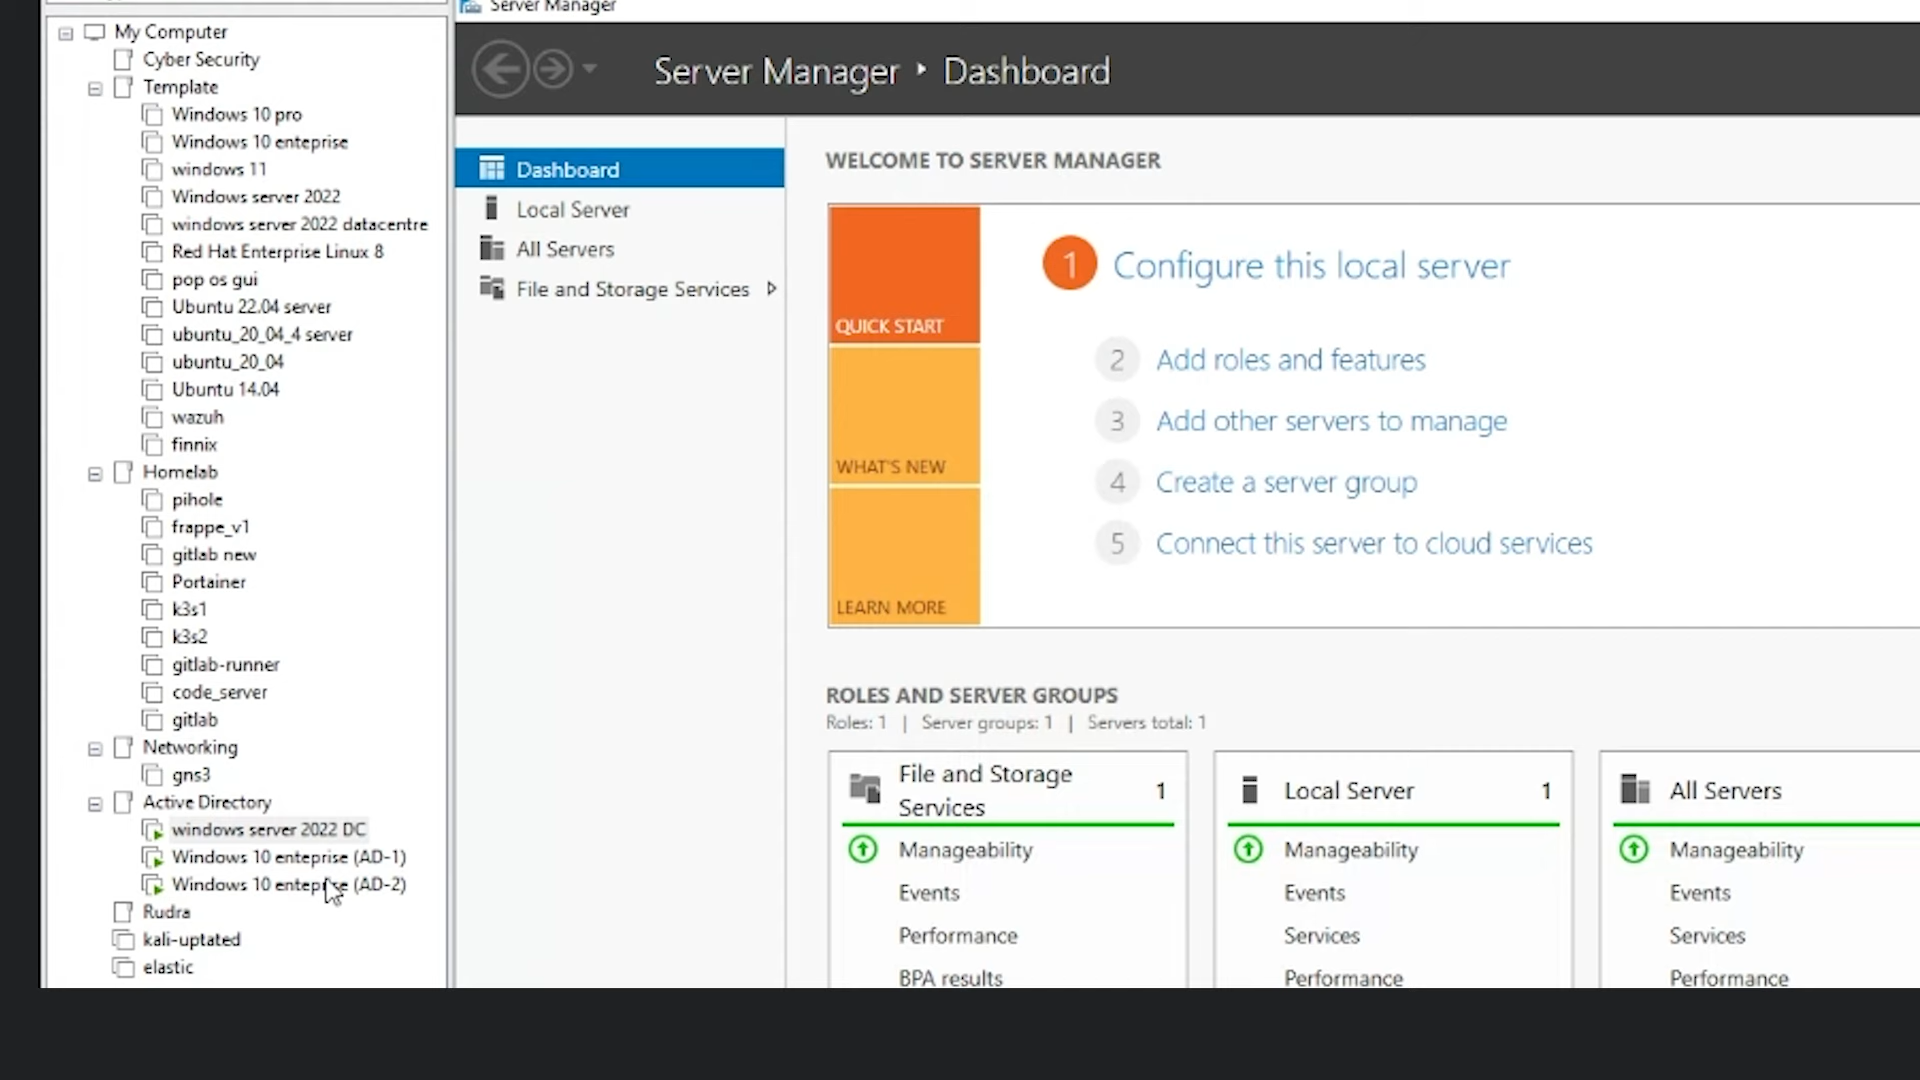 My Computer
Cyber Security
Template
Windows 10 pro
Windows 10 enteprise
windows 11
Windows server 2022
windows server 2022 datacentre
Red Hat Enterprise Linux 8
pop os gui
Ubuntu 22.04 server
ubuntu_20_04_4 server
ubuntu_20_04
Ubuntu 14.04
wazuh
finnix
Homelab
pihole
frappe_v1
gitlab new
Portainer
k3s1
k3s2
gitlab-runner
code_server
gitlab
Networking
gns3
Active Directory
windows server 2022 DC
Windows 10 enteprise (AD-1)
Windows 10 enteprise (AD-2)
Rudra
kali-uptated
elastic
Server Manager
Server Manager ‣ Dashboard
Dashboard
Local Server
All Servers
File and Storage Services
WELCOME TO SERVER MANAGER
QUICK START
WHAT'S NEW
LEARN MORE
1 Configure this local server
2 Add roles and features
3 Add other servers to manage
4 Create a server group
5 Connect this server to cloud services
ROLES AND SERVER GROUPS
Roles: 1 | Server groups: 1 | Servers total: 1
File and Storage
Services 1
Manageability
Events
Performance
BPA results
Local Server 1
Manageability
Events
Services
Performance
All Servers
Manageability
Events
Services
Performance